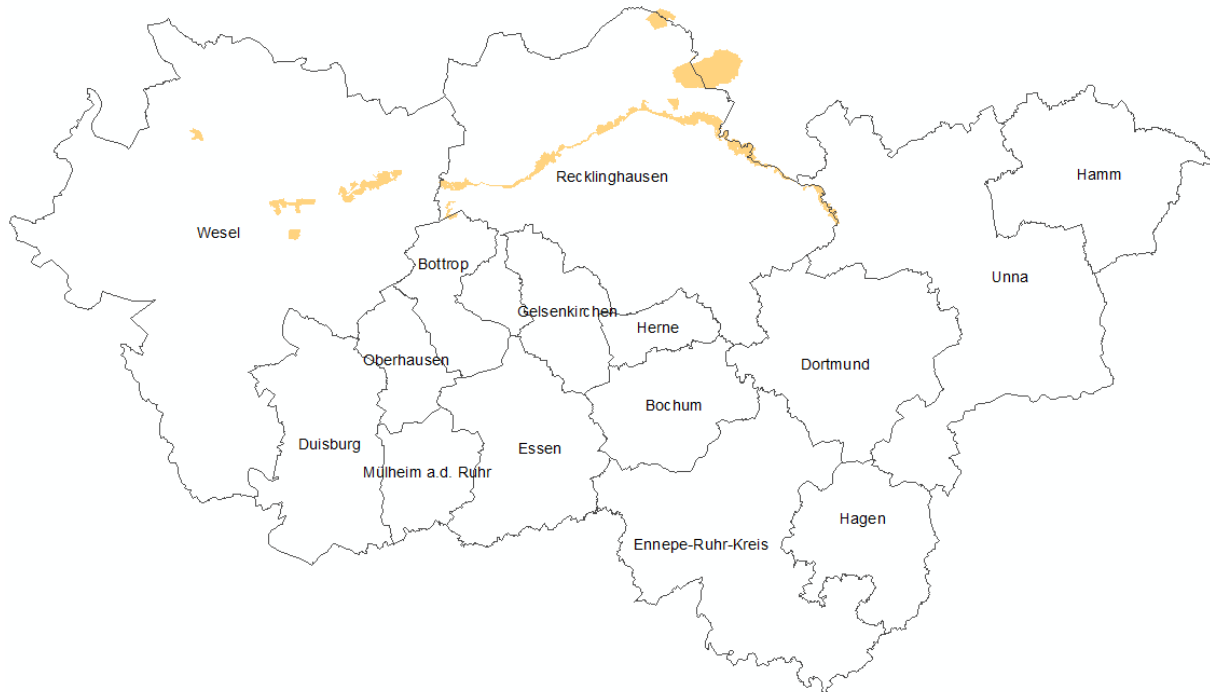 Hamm
Recklinghausen
Wesel
Bottrop
Unna
Gelsenkirchen
Herne
Oberhausen
Dortmund
Bochum
Duisburg
Essen
Mülheim a.d. Ruhr
Hagen
Ennepe-Ruhr-Kreis